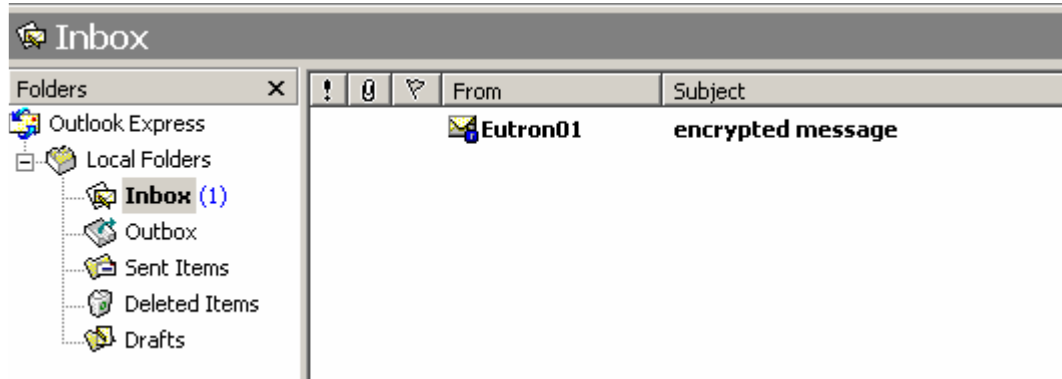 Inbox
Folders
! From Subject
Outlook Express
Eutron01 encrypted message
Local Folders
Inbox (1)
Outbox
Sent Items
Deleted Items
Drafts